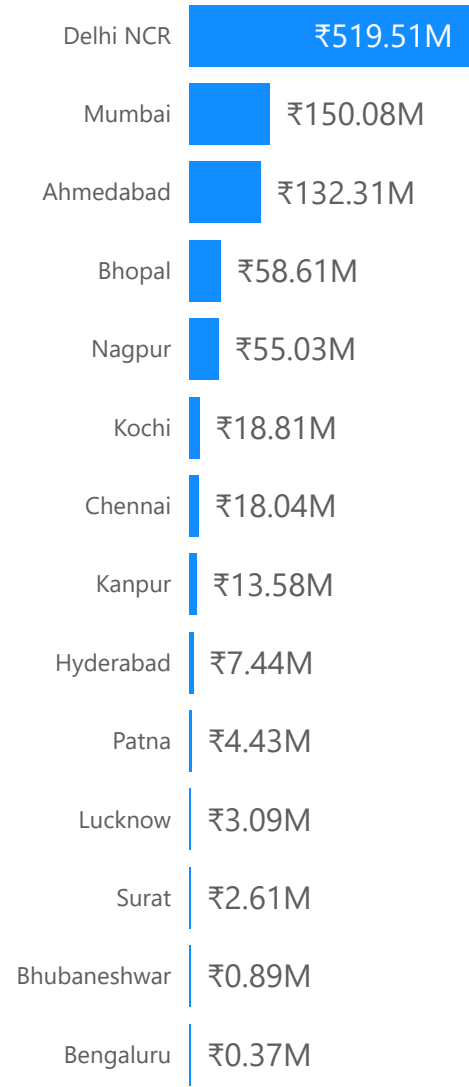 Delhi NCR ₹519.51M
Mumbai ₹150.08M
Ahmedabad ₹132.31M
Bhopal ₹58.61M
Nagpur ₹55.03M
Kochi ₹18.81M
Chennai ₹18.04M
Kanpur ₹13.58M
Hyderabad ₹7.44M
Patna ₹4.43M
Lucknow ₹3.09M
Surat ₹2.61M
Bhubaneshwar ₹0.89M
Bengaluru ₹0.37M